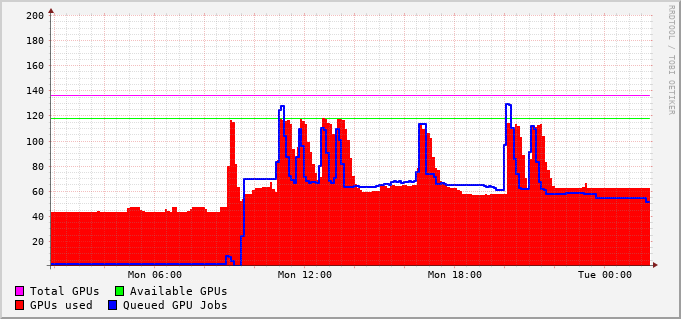 200
180
160
140
120
100
80
60
40
20
Mon 06:00 Mon 12:00 Mon 18:00 Tue 00:00
Total GPUs Available GPUs
GPUs used Queued GPU Jobs
RRDTOOL / TOBI OETIKER